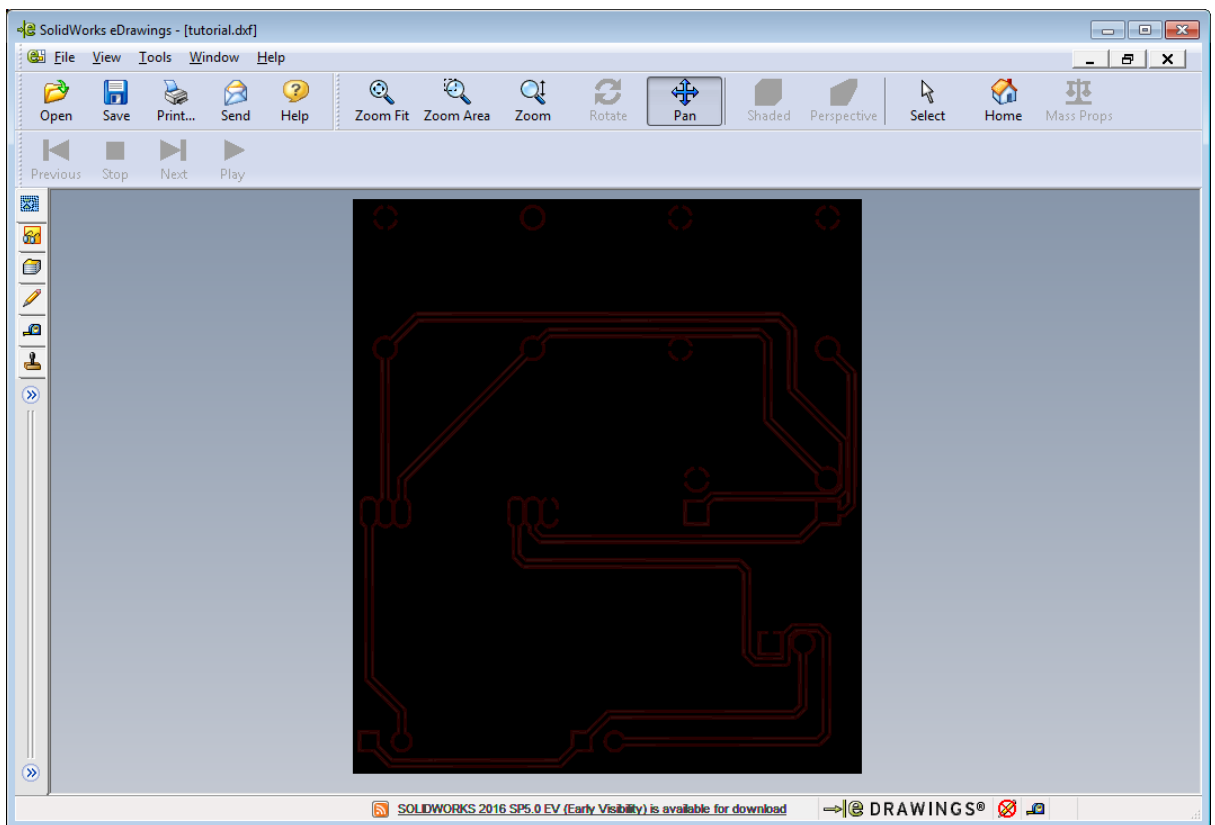 SolidWorks eDrawings - [tutorial.dxf]
File View Tools Window Help
Open Save Print... Send Help Zoom Fit Zoom Area Zoom Rotate Pan Shaded Perspective Select Home Mass Props
Previous Stop Next Play
SOLIDWORKS 2016 SP5.0 EV (Early Visibility) is available for download e DRAWINGS®